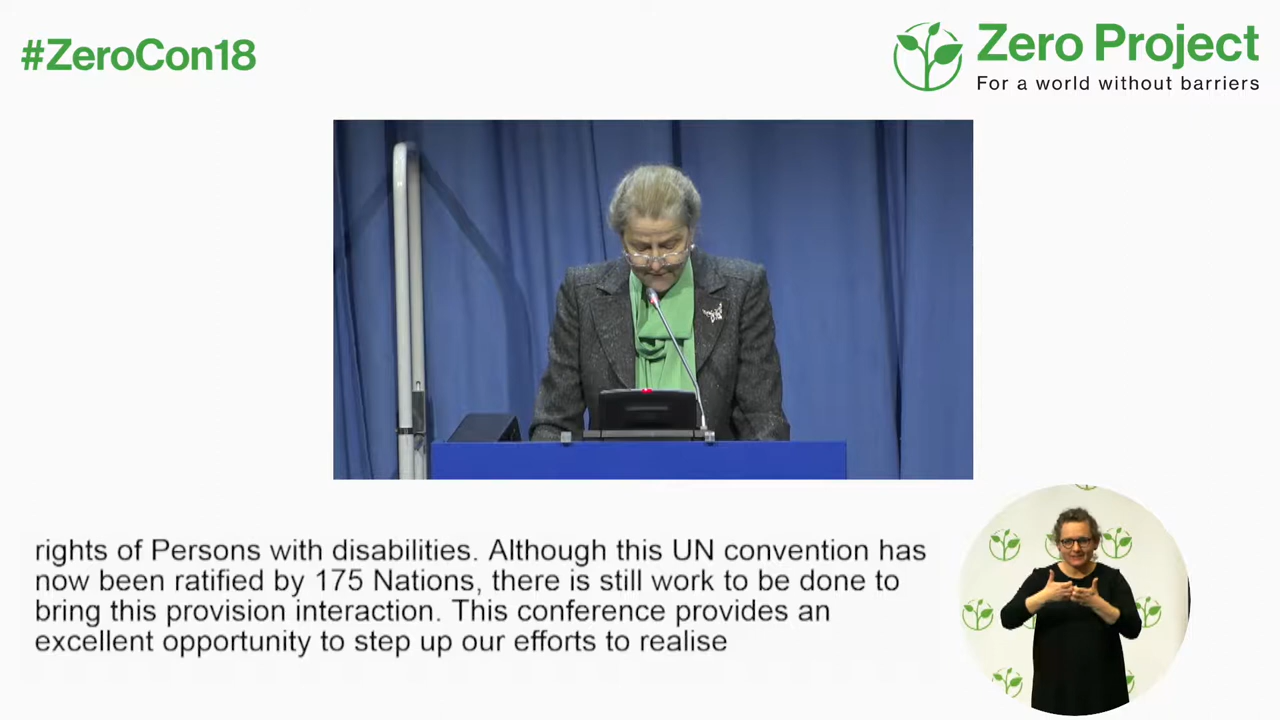 #ZeroCon18
Zero Project
For a world without barriers
rights of Persons with disabilities. Although this UN convention has
now been ratified by 175 Nations, there is still work to be done to
bring this provision interaction. This conference provides an
excellent opportunity to step up our efforts to realise